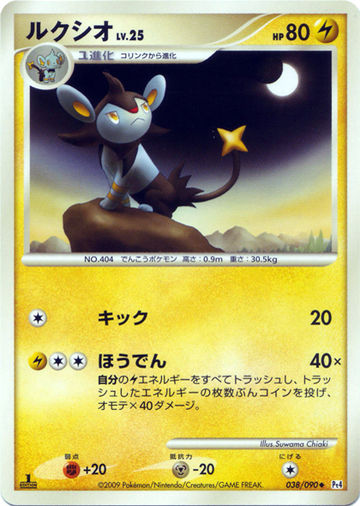 ルクシオ LV.25 HP 80
1進化 コリンクから進化
NO.404 でんこうポケモン 高さ:0.9m 重さ:30.5kg
キック 20
ほうでん 40×
自分のエネルギーをすべてトラッシュし、トラッ
シュしたエネルギーの枚数ぶんコインを投げ、
オモテ×40ダメージ。
Illus.Suwama Chiaki
弱点 +20 抵抗力 -20 にげる
1 EDITION ©2009 Pokémon/Nintendo/Creatures/GAME FREAK. 038/090 Pt4